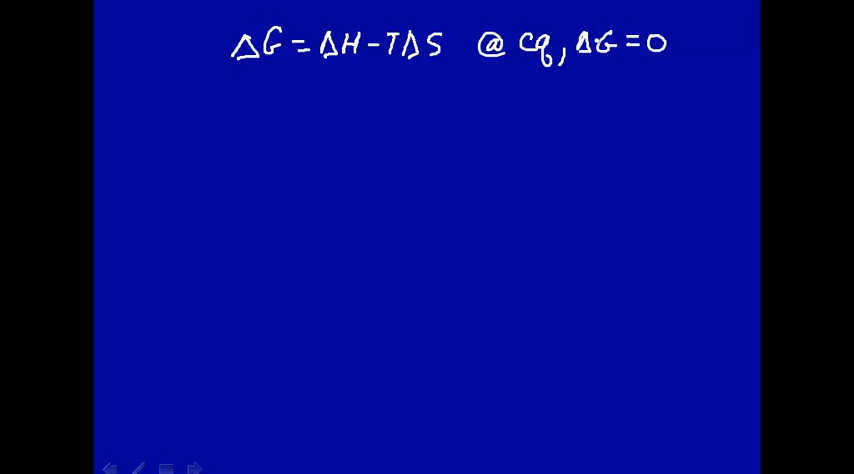 ΔG = ΔH - TΔS @ eq, ΔG = 0